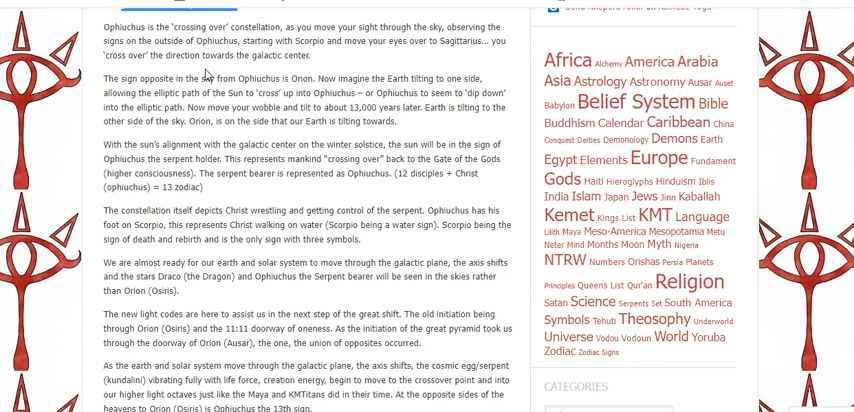 Ophiuchus is the 'crossing over' constellation, as you move your sight through the sky, observing the
signs on the outside of Ophiuchus, starting with Scorpio and move your eyes over to Sagittarius... you
'cross over' the direction towards the galactic center.
The sign opposite in the sky from Ophiuchus is Orion. Now imagine the Earth tilting to one side,
allowing the elliptic path of the Sun to 'cross' up into Ophiuchus – or Ophiuchus to seem to 'dip down'
into the elliptic path. Now move your wobble and tilt to about 13,000 years later. Earth is tilting to the
other side of the sky. Orion, is on the side that our Earth is tilting towards.
With the sun's alignment with the galactic center on the winter solstice, the sun will be in the sign of
Ophiuchus the serpent holder. This represents mankind "crossing over" back to the Gate of the Gods
(higher consciousness). The serpent bearer is represented as Ophiuchus. (12 disciples + Christ
(ophiuchus) = 13 zodiac)
The constellation itself depicts Christ wrestling and getting control of the serpent. Ophiuchus has his
foot on Scorpio, this represents Christ walking on water (Scorpio being a water sign). Scorpio being the
sign of death and rebirth and is the only sign with three symbols.
We are almost ready for our earth and solar system to move through the galactic plane, the axis shifts
and the stars Draco (the Dragon) and Ophiuchus the Serpent bearer will be seen in the skies rather
than Orion (Osiris).
The new light codes are here to assist us in the next step of the great shift. The old initiation being
through Orion (Osiris) and the 11:11 doorway of oneness. As the initiation of the great pyramid took us
through the doorway of Orion (Ausar), the one, the union of opposites occurred.
As the earth and solar system move through the galactic plane, the axis shifts, the cosmic egg/serpent
(kundalini) vibrating fully with life force, creation energy, begin to move to the crossover point and into
our higher light octaves just like the Maya and KMTitans did in their time. At the opposite sides of the
heavens to Orion (Osiris) is Ophiuchus the 13th sign.
Africa Alchemy America Arabia
Asia Astrology Astronomy Ausar Auset
Babylon Belief System Bible
Buddhism Calendar Caribbean China
Conquest Deities Demonology Demons Earth
Egypt Elements Europe Fundament
Gods Haiti Hieroglyphs Hinduism Iblis
India Islam Japan Jews Jinn Kaballah
Kemet Kings List KMT Language
Lilith Maya Meso-America Mesopotamia Metu
Neter Mind Months Moon Myth Nigeria
NTRW Numbers Orishas Persia Planets
Principles Queens List Qur'an Religion
Satan Science Serpents Set South America
Symbols Tehuti Theosophy Underworld
Universe Vodou Vodoun World Yoruba
Zodiac Zodiac Signs
CATEGORIES